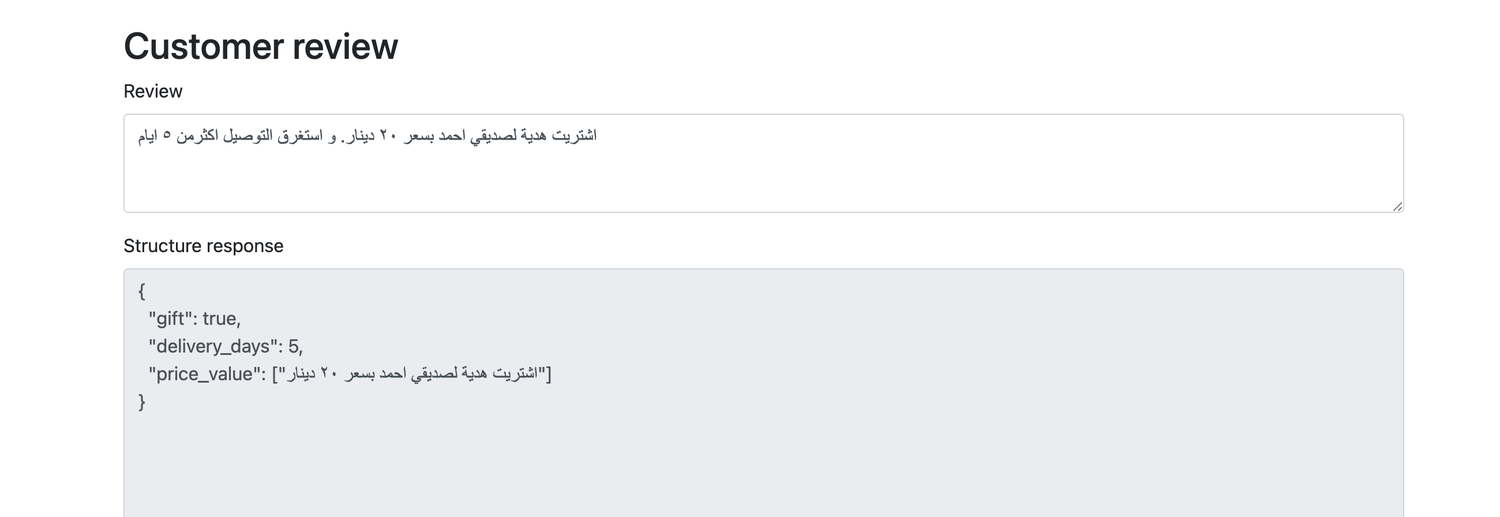 Customer review
Review
اشتريت هدية لصديقي احمد بسعر ٢٠ دينار. و استغرق التوصيل اكثرمن ٥ ايام
Structure response
{
"gift": true,
"delivery_days": 5,
"price_value": ["اشتريت هدية لصديقي احمد بسعر ٢٠ دينار"]
}